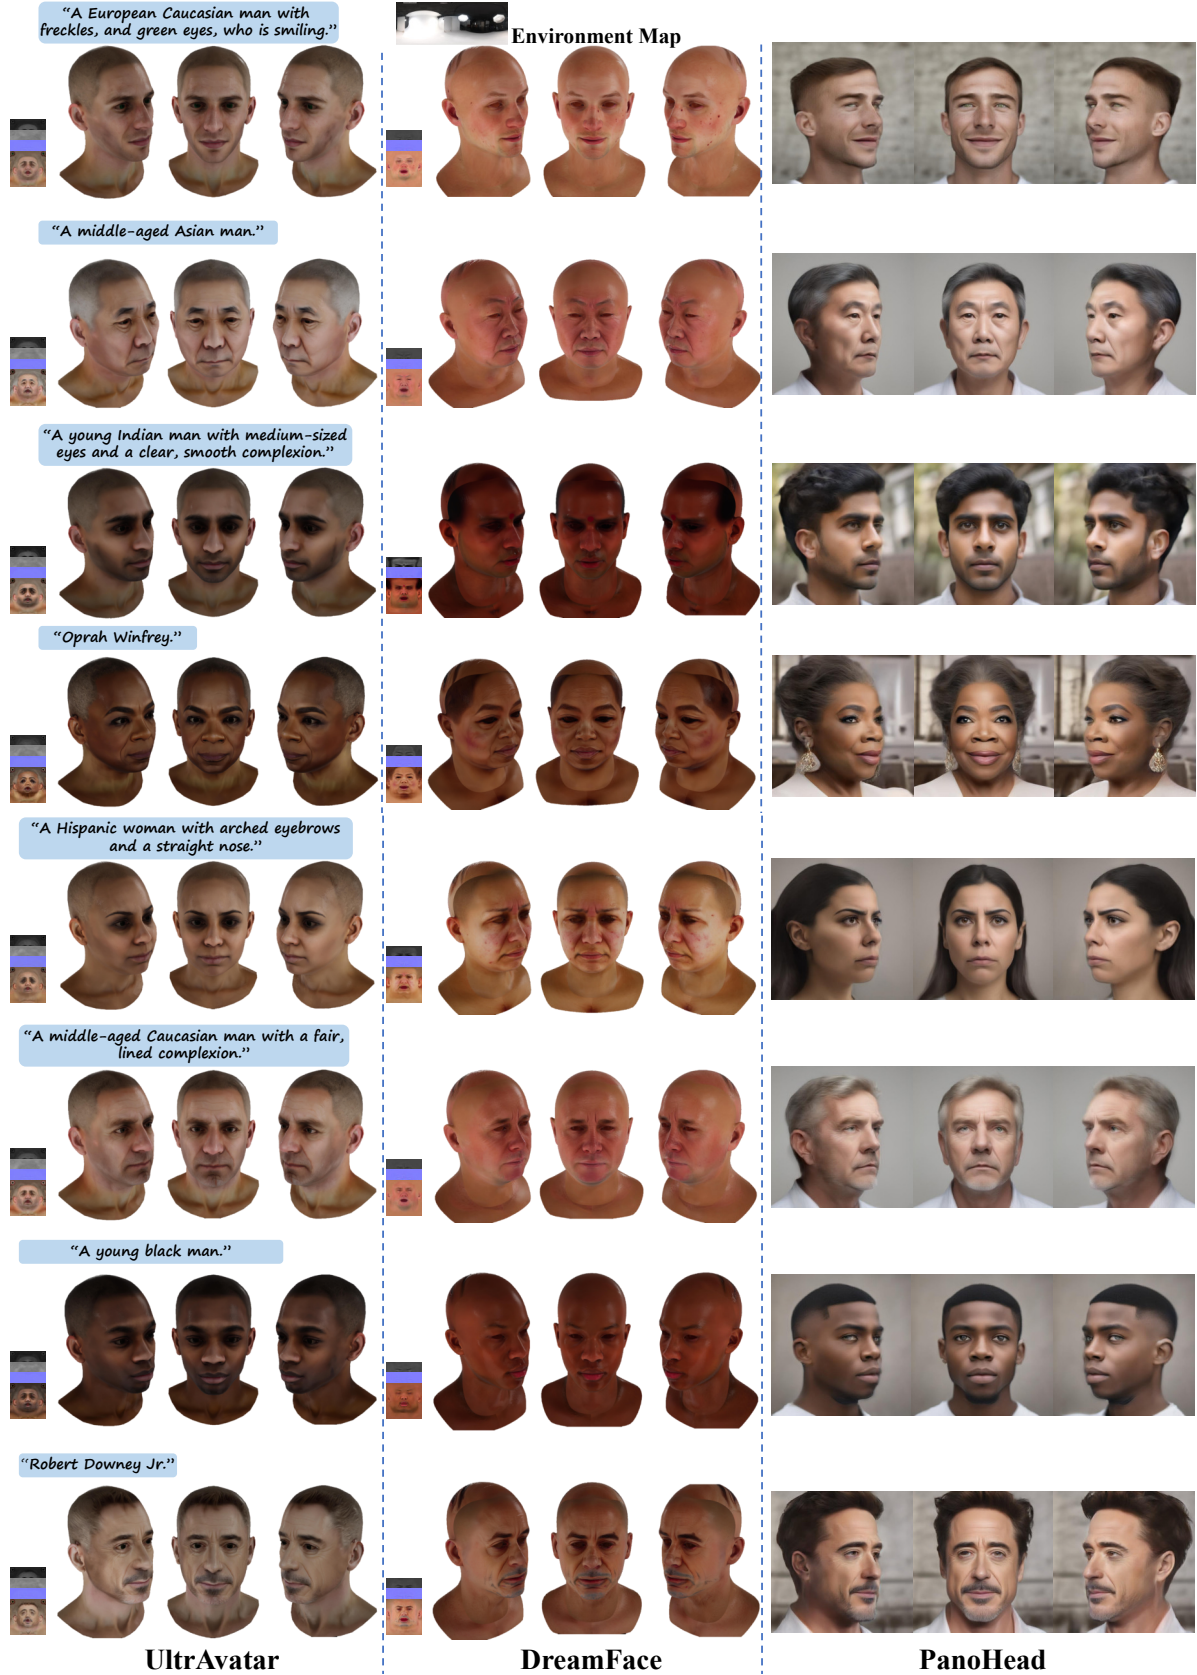 “A European Caucasian man with
freckles, and green eyes, who is smiling.”
Environment Map
“A middle-aged Asian man.”
“A young Indian man with medium-sized
eyes and a clear, smooth complexion.”
“Oprah Winfrey.”
“A Hispanic woman with arched eyebrows
and a straight nose.”
“A middle-aged Caucasian man with a fair,
lined complexion.”
“A young black man.”
“Robert Downey Jr.”
UltrAvatar
DreamFace
PanoHead